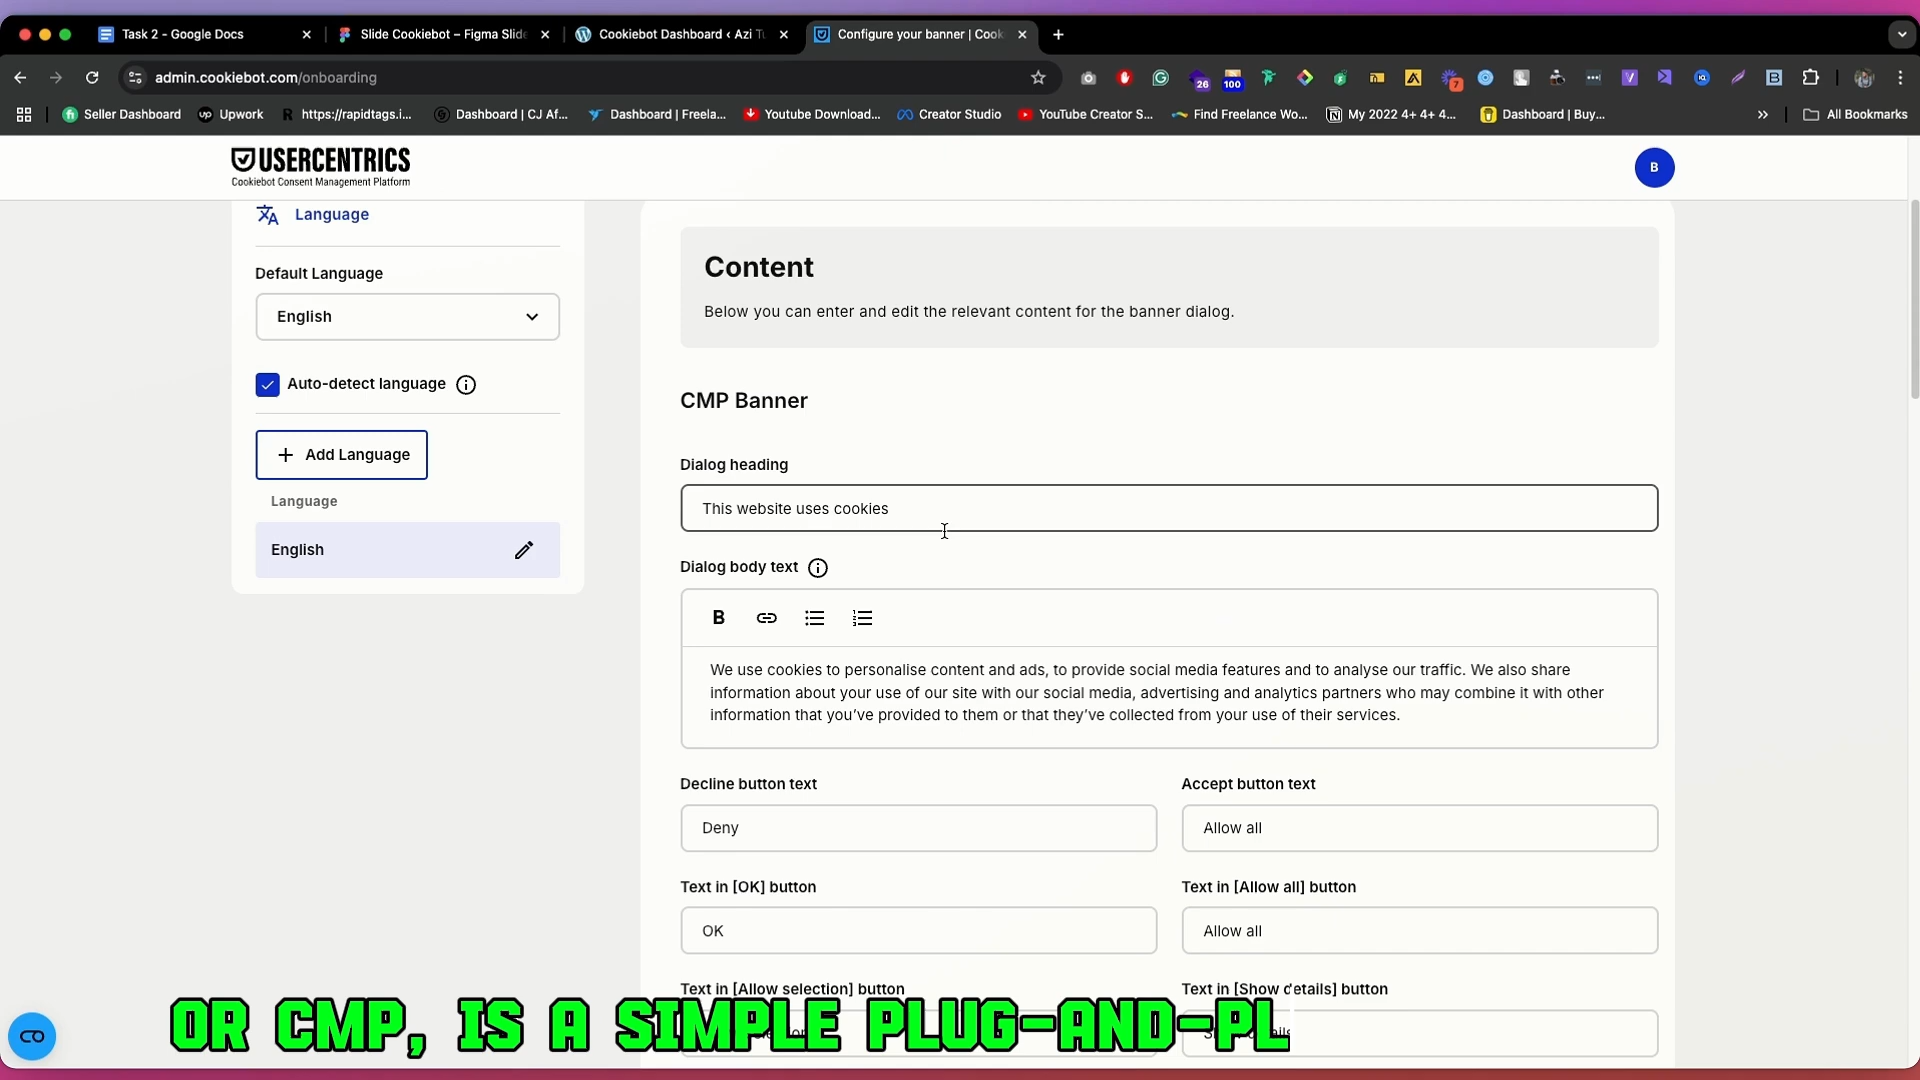 Task 2 - Google Docs
Slide Cookiebot – Figma Slide
Cookiebot Dashboard ‹ Azi Tu
Configure your banner | Cook
admin.cookiebot.com/onboarding
26
100
7
Seller Dashboard
Upwork
https://rapidtags.i...
Dashboard | CJ Af...
Dashboard | Freela...
Youtube Download...
Creator Studio
YouTube Creator S...
Find Freelance Wo...
My 2022 4+ 4+ 4...
Dashboard | Buy...
All Bookmarks
USERCENTRICS
Cookiebot Consent Management Platform
B
Language
Default Language
English
Auto-detect language
Add Language
Language
English
Content
Below you can enter and edit the relevant content for the banner dialog.
CMP Banner
Dialog heading
This website uses cookies
Dialog body text
B
We use cookies to personalise content and ads, to provide social media features and to analyse our traffic. We also share
information about your use of our site with our social media, advertising and analytics partners who may combine it with other
information that you’ve provided to them or that they’ve collected from your use of their services.
Decline button text
Accept button text
Deny
Allow all
Text in [OK] button
Text in [Allow all] button
OK
Allow all
Text in [Allow selection] button
Text in [Show details] button
OR CMP, IS A SIMPLE PLUG-AND-PL